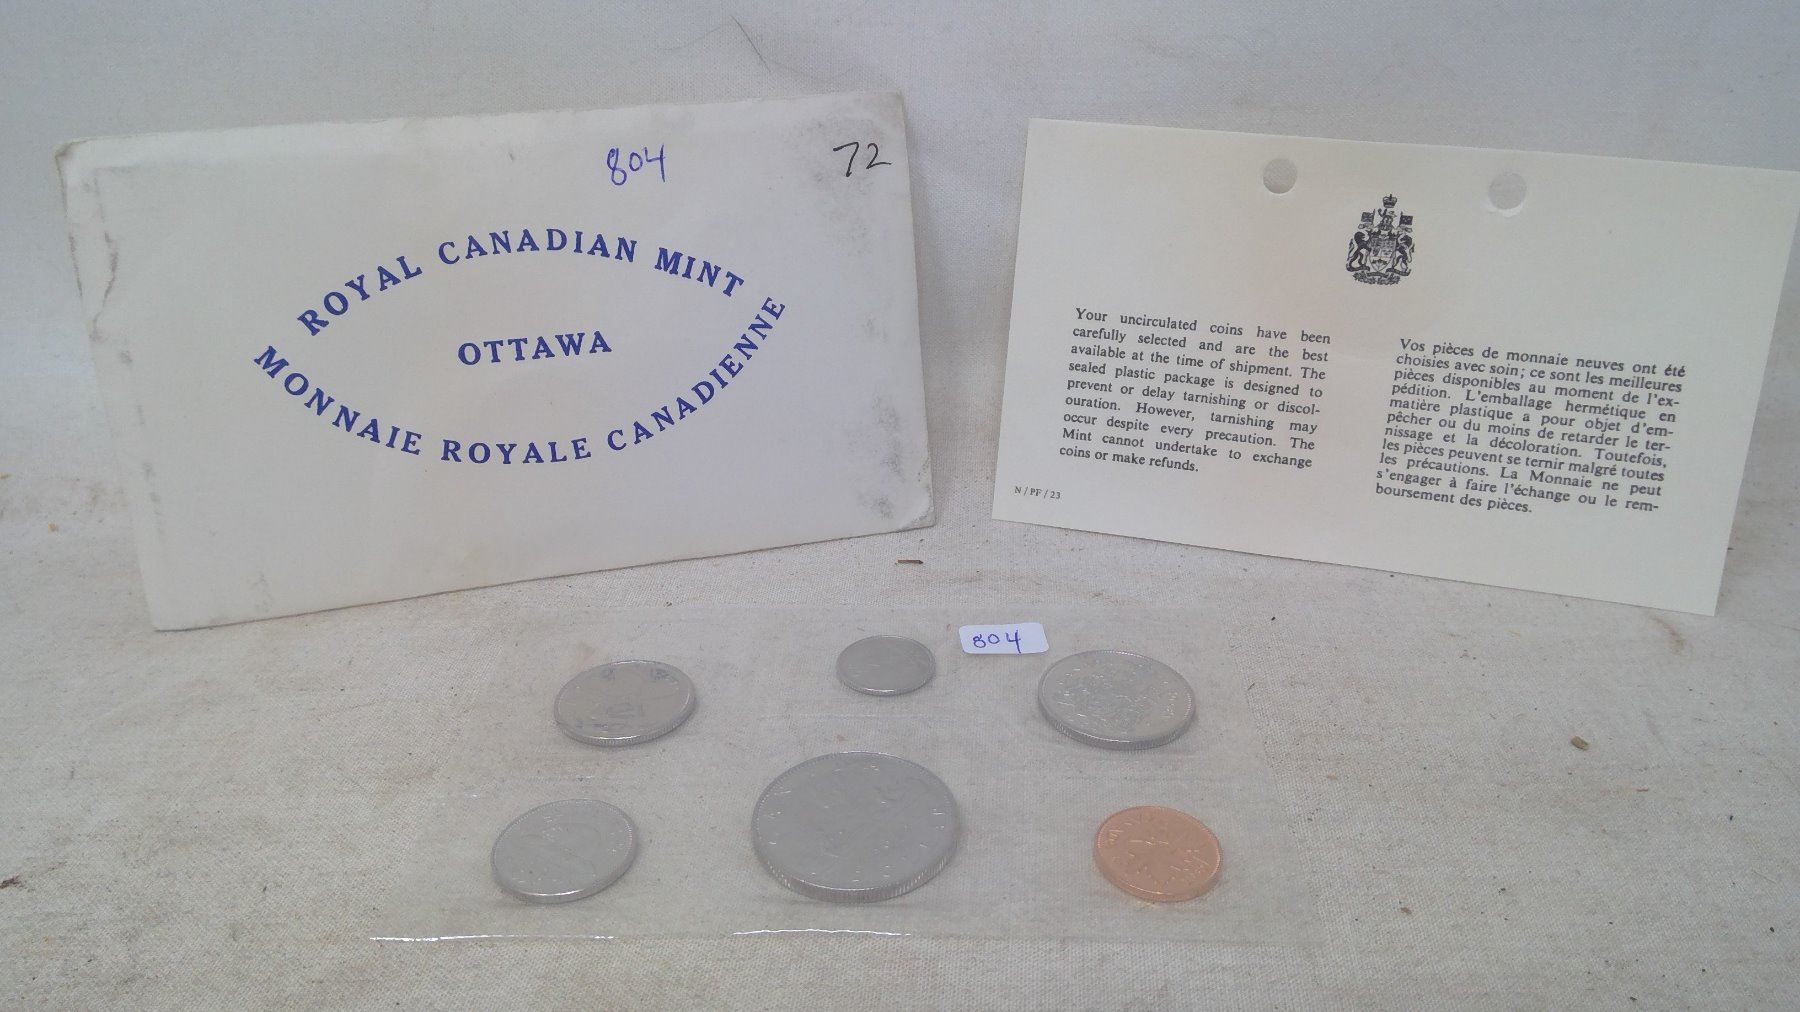 804
72
ROYAL CANADIAN MINT
OTTAWA
MONNAIE ROYALE CANADIENNE
Your uncirculated coins have been
carefully selected and are the best
available at the time of shipment. The
sealed plastic package is designed to
prevent or delay tarnishing or discol-
ouration. However, tarnishing may
occur despite every precaution. The
Mint cannot undertake to exchange
coins or make refunds.
N / PF / 23
Vos pièces de monnaie neuves ont été
choisies avec soin; ce sont les meilleures
pièces disponibles au moment de l'ex-
pédition. L'emballage hermétique en
matière plastique a pour objet d'em-
pêcher ou du moins de retarder le ter-
nissage et la décoloration. Toutefois,
les pièces peuvent se ternir malgré toutes
les précautions. La Monnaie ne peut
s'engager à faire l'échange ou le rem-
boursement des pièces.
804